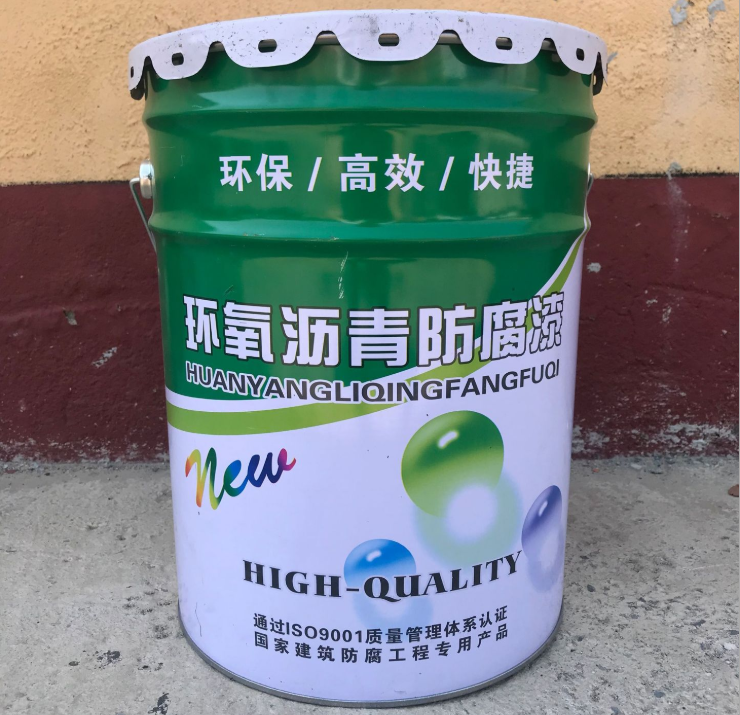 环保 / 高效 / 快捷
环氧沥青防腐漆
HUANYANGLIQINGFANGFUQI
new
HIGH-QUALITY
通过ISO9001质量管理体系认证
国家建筑防腐工程专用产品